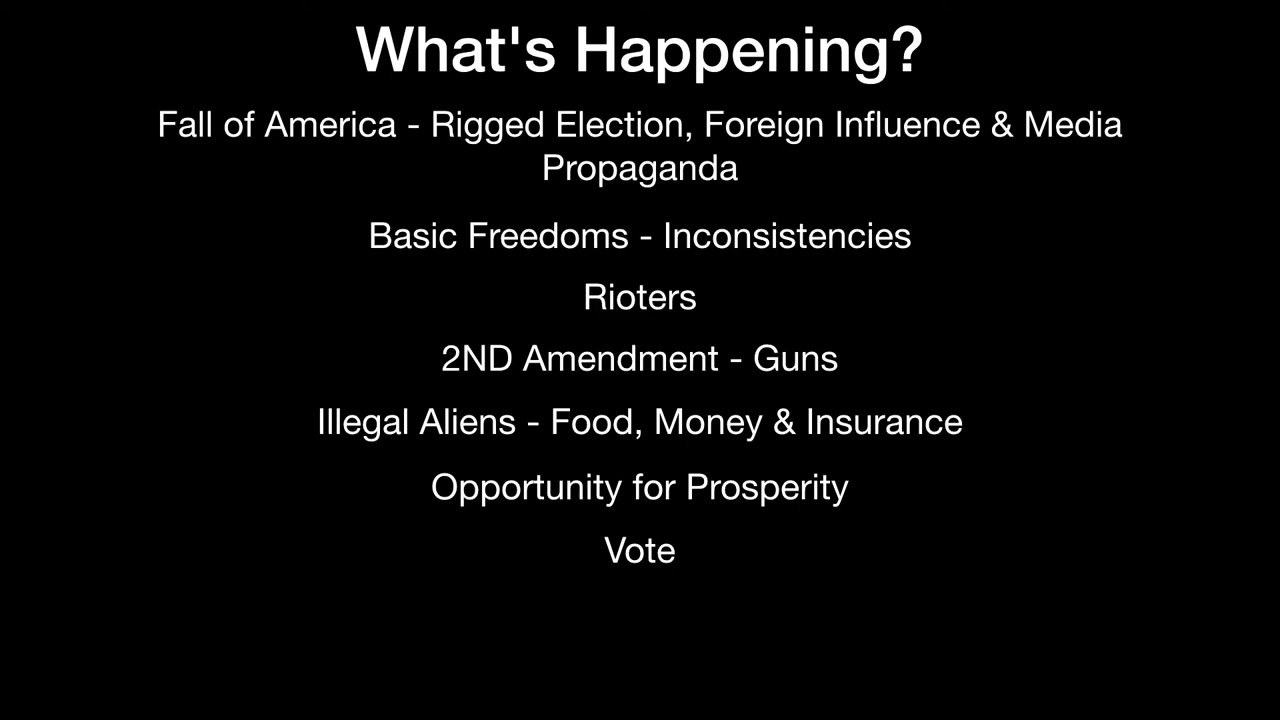 What's Happening?
Fall of America - Rigged Election, Foreign Influence & Media
Propaganda
Basic Freedoms - Inconsistencies
Rioters
2ND Amendment - Guns
Illegal Aliens - Food, Money & Insurance
Opportunity for Prosperity
Vote